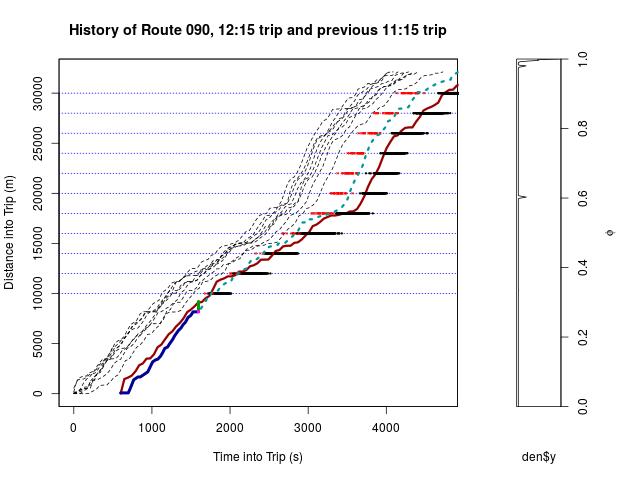 History of Route 090, 12:15 trip and previous 11:15 trip
Distance Into Trip (m)
30000
25000
20000
15000
10000
5000
0
0 1000 2000 3000 4000
Time into Trip (s)
1.0
0.8
0.6
0.4
0.2
0.0
ϕ
den$y